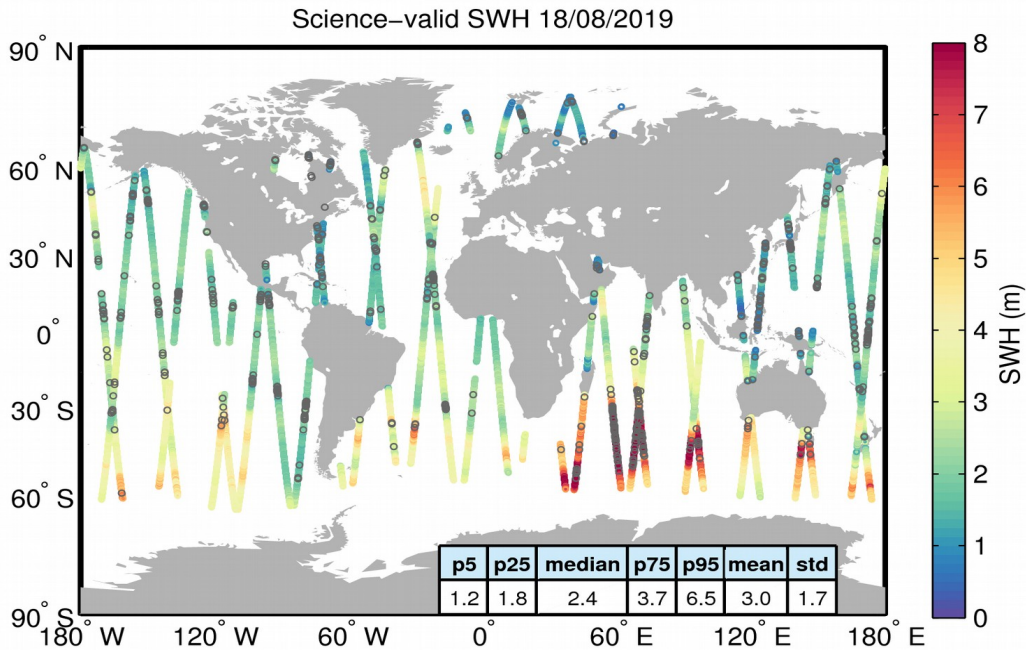 Science−valid SWH 18/08/2019
90° N
60° N
30° N
0°
30° S
60° S
90° S
180° W
120° W
60° W
0°
60° E
120° E
180° E
p5 p25 median p75 p95 mean std
1.2 1.8 2.4 3.7 6.5 3.0 1.7
8
7
6
5
4
3
2
1
0
SWH (m)